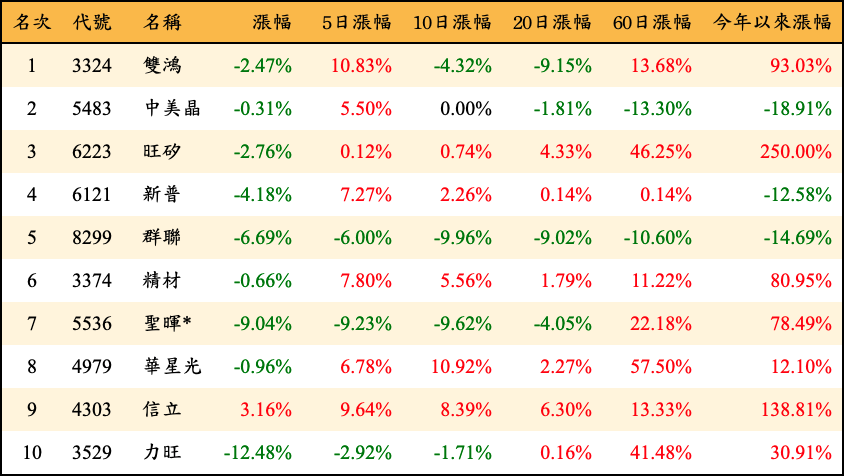 名次 代號 名稱 漲幅 5日漲幅 10日漲幅 20日漲幅 60日漲幅 今年以來漲幅
1 3324 雙鴻 -2.47% 10.83% -4.32% -9.15% 13.68% 93.03%
2 5483 中美晶 -0.31% 5.50% 0.00% -1.81% -13.30% -18.91%
3 6223 旺矽 -2.76% 0.12% 0.74% 4.33% 46.25% 250.00%
4 6121 新普 -4.18% 7.27% 2.26% 0.14% 0.14% -12.58%
5 8299 群聯 -6.69% -6.00% -9.96% -9.02% -10.60% -14.69%
6 3374 精材 -0.66% 7.80% 5.56% 1.79% 11.22% 80.95%
7 5536 聖暉* -9.04% -9.23% -9.62% -4.05% 22.18% 78.49%
8 4979 華星光 -0.96% 6.78% 10.92% 2.27% 57.50% 12.10%
9 4303 信立 3.16% 9.64% 8.39% 6.30% 13.33% 138.81%
10 3529 力旺 -12.48% -2.92% -1.71% 0.16% 41.48% 30.91%